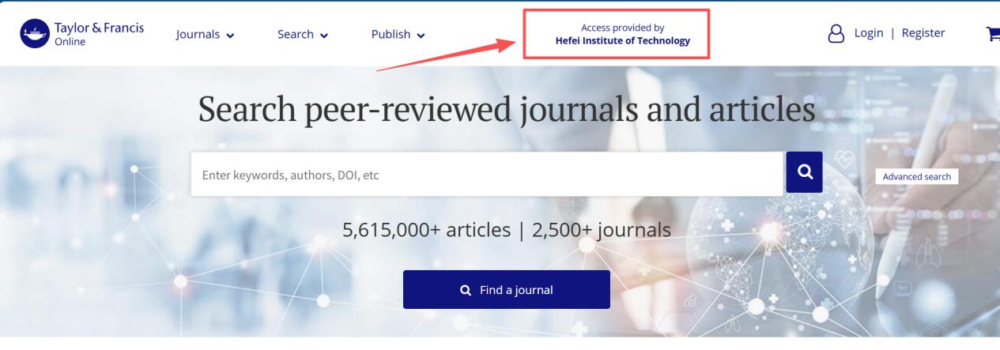 Taylor & Francis
Online
Journals
Search
Publish
Access provided by
Hefei Institute of Technology
Login | Register
Search peer-reviewed journals and articles
Enter keywords, authors, DOI, etc
Advanced search
5,615,000+ articles | 2,500+ journals
Find a journal